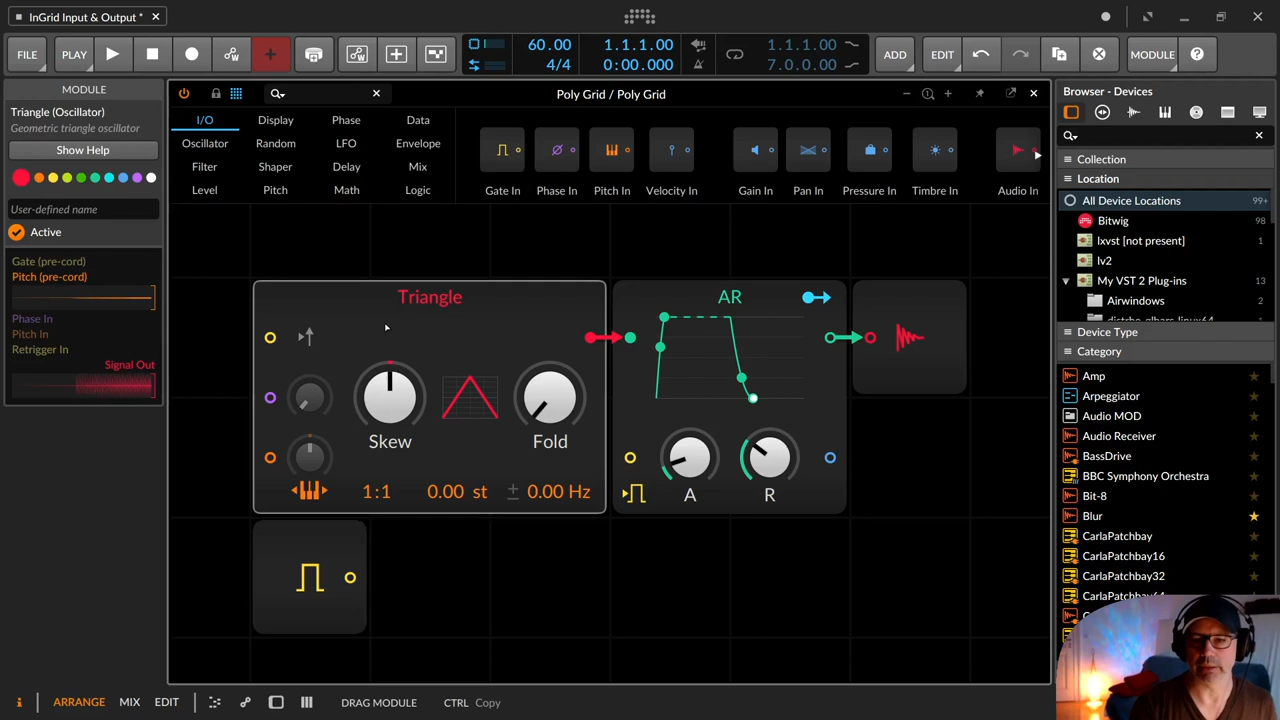 InGrid Input & Output *
FILE
PLAY
60.00
4/4
1.1.1.00
0:00.000
1.1.1.00
7.0.0.00
ADD
EDIT
MODULE
MODULE
Triangle (Oscillator)
Geometric triangle oscillator
Show Help
User-defined name
Active
Gate (pre-cord)
Pitch (pre-cord)
Phase In
Pitch In
Retrigger In
Signal Out
Poly Grid / Poly Grid
I/O
Display
Phase
Data
Oscillator
Random
LFO
Envelope
Filter
Shaper
Delay
Mix
Level
Pitch
Math
Logic
Gate In
Phase In
Pitch In
Velocity In
Gain In
Pan In
Pressure In
Timbre In
Audio In
Triangle
Skew
Fold
1:1
0.00 st
± 0.00 Hz
AR
A
R
Browser - Devices
Collection
Location
All Device Locations 99+
Bitwig 98
lxvst [not present] 1
lv2
My VST 2 Plug-ins 13
Airwindows 2
distrho-glbars-linux64 1
Device Type
Category
Amp
Arpeggiator
Audio MOD
Audio Receiver
BassDrive
BBC Symphony Orchestra
Bit-8
Blur
CarlaPatchbay
CarlaPatchbay16
CarlaPatchbay32
i
ARRANGE
MIX
EDIT
DRAG MODULE
CTRL Copy